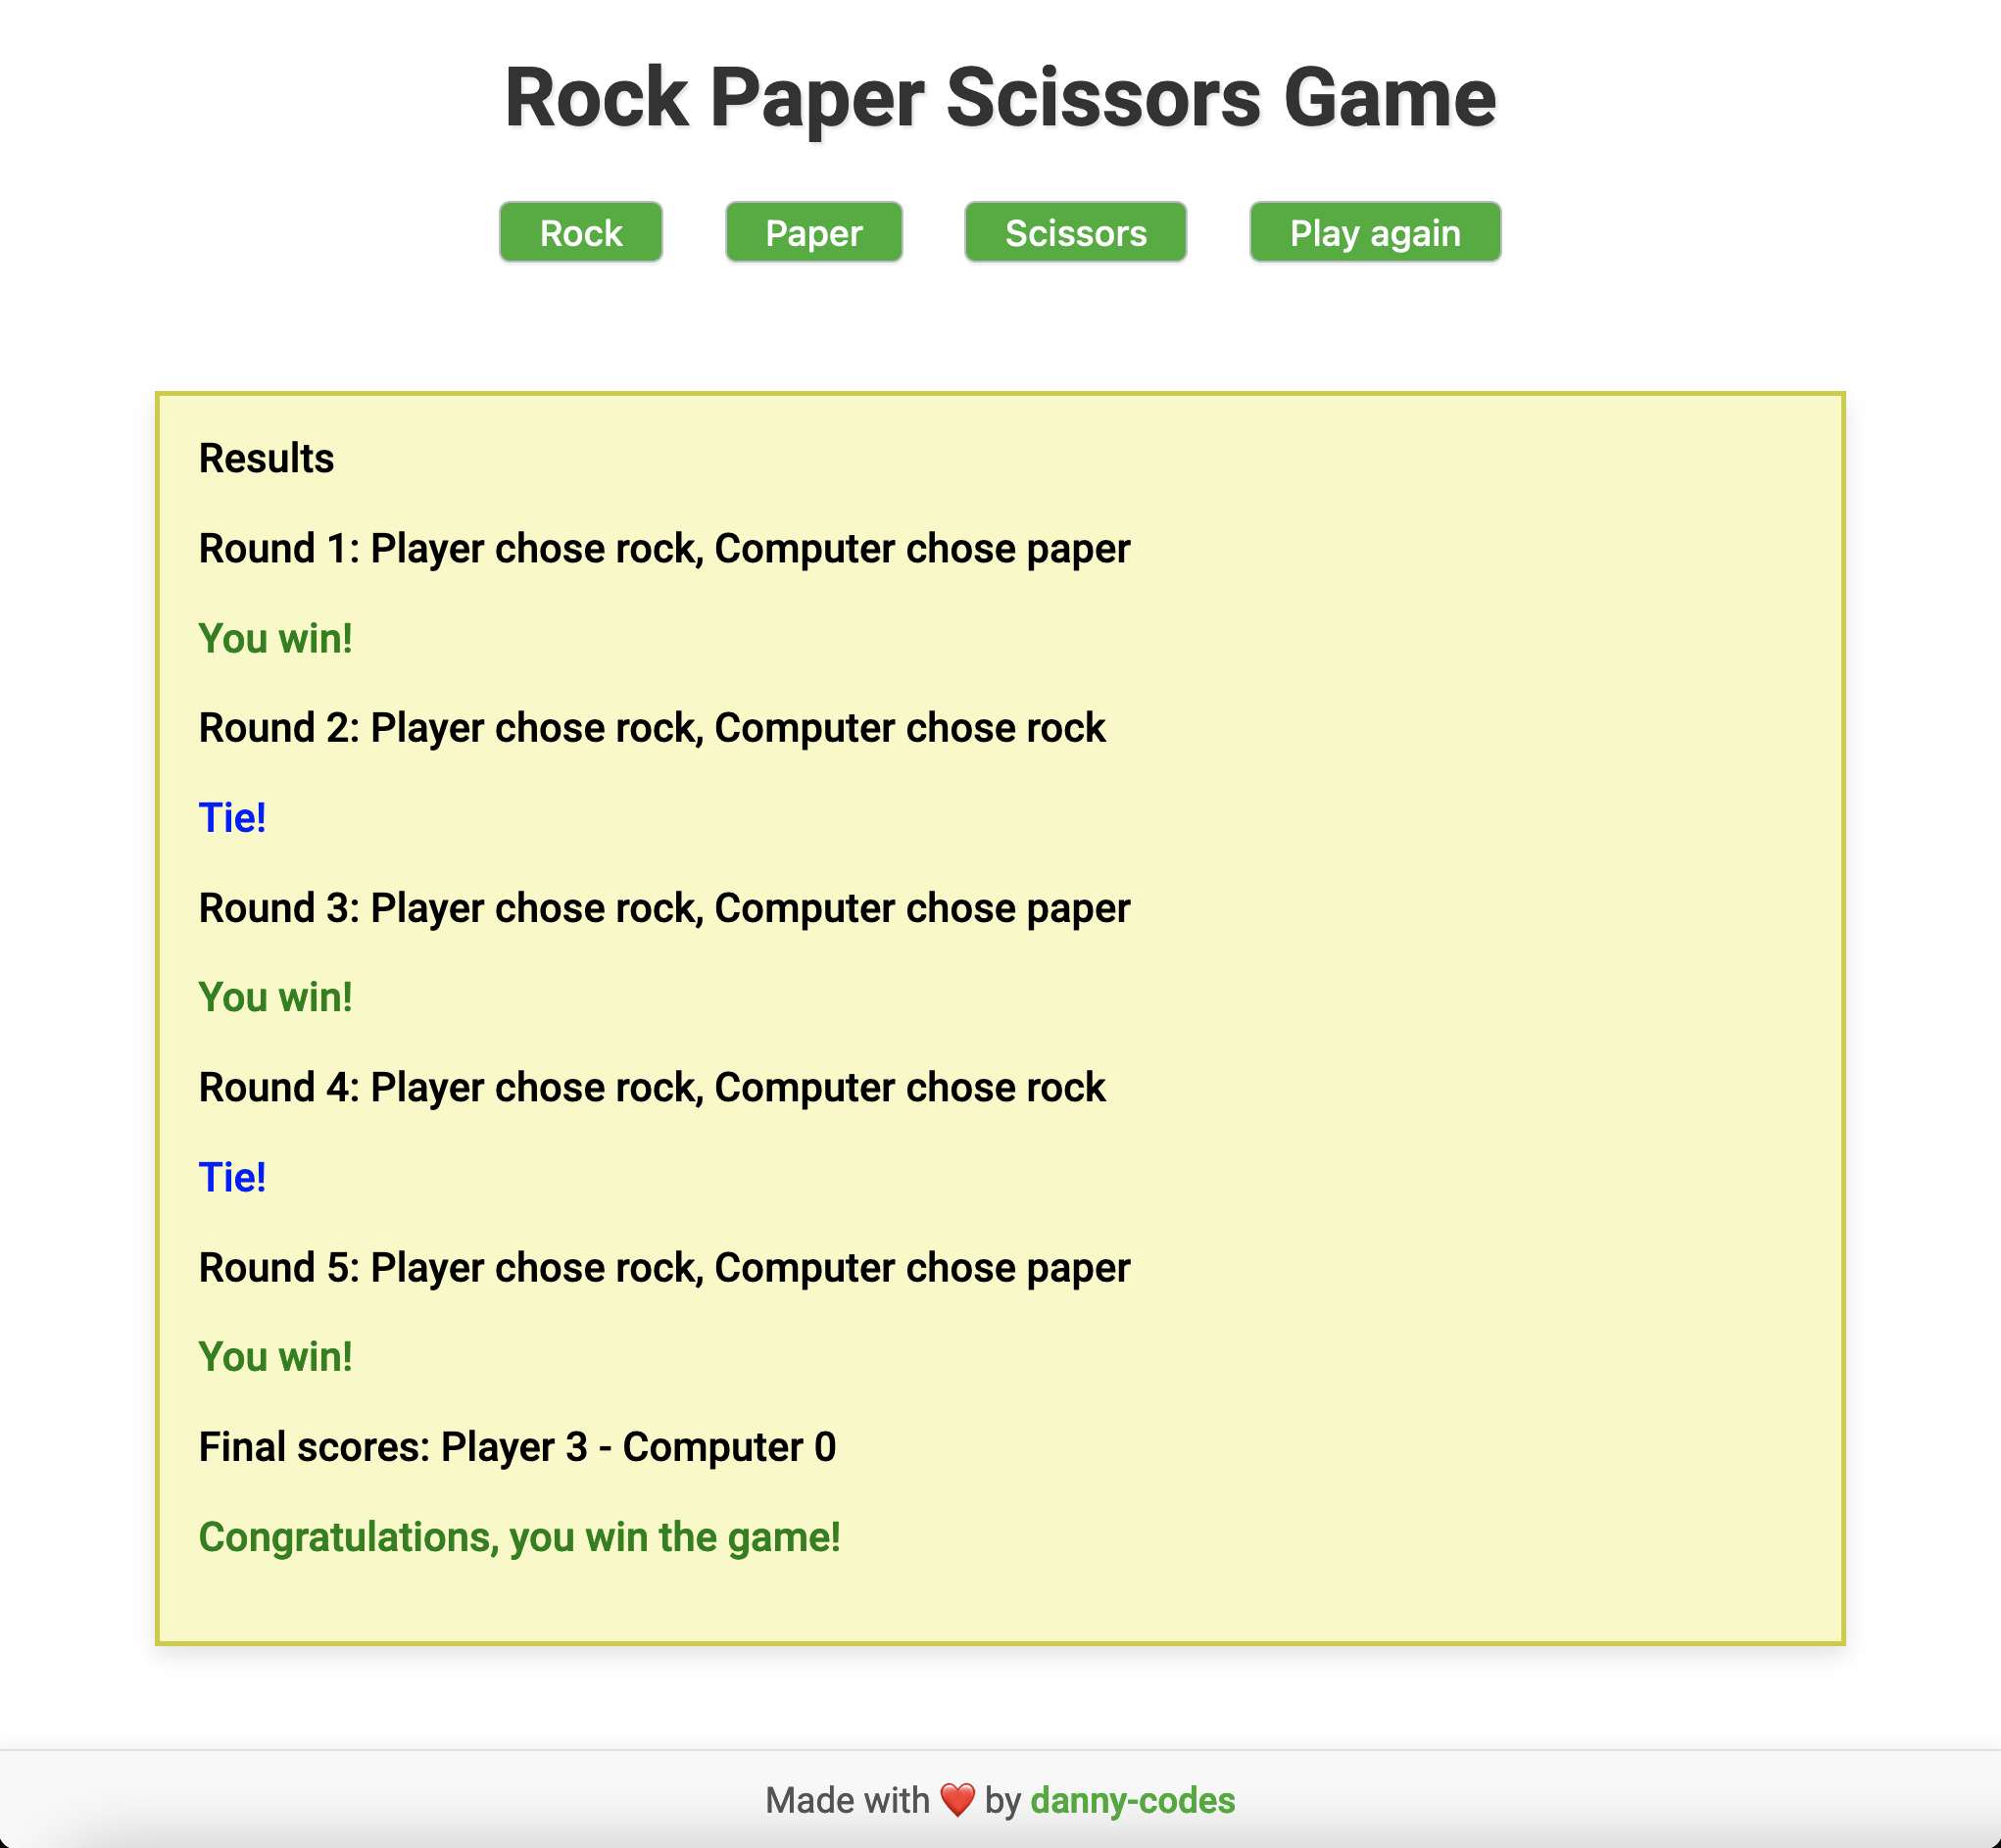 Rock Paper Scissors Game
Rock Paper Scissors Play again
Results
Round 1: Player chose rock, Computer chose paper
You win!
Round 2: Player chose rock, Computer chose rock
Tie!
Round 3: Player chose rock, Computer chose paper
You win!
Round 4: Player chose rock, Computer chose rock
Tie!
Round 5: Player chose rock, Computer chose paper
You win!
Final scores: Player 3 - Computer 0
Congratulations, you win the game!
Made with ❤️ by danny-codes